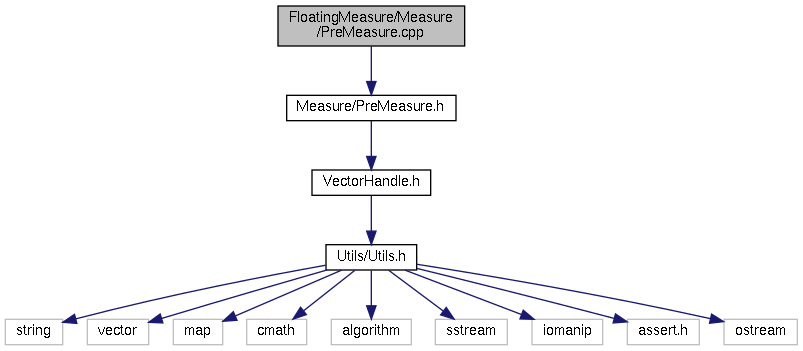 FloatingMeasure/Measure
/PreMeasure.cpp
Measure/PreMeasure.h
VectorHandle.h
Utils/Utils.h
string
vector
map
cmath
algorithm
sstream
iomanip
assert.h
ostream